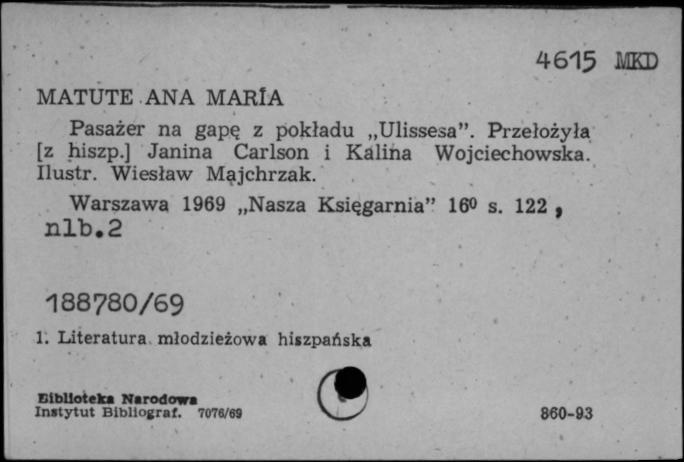 4615 MKD
MATUTE ANA MARÍA
Pasażer na gapę z pokładu „Ulissesa”. Przełożyła
[z hiszp.] Janina Carlson i Kalina Wojciechowska.
Ilustr. Wiesław Majchrzak.
Warszawa 1969 „Nasza Księgarnia” 16⁰ s. 122 ,
nlb.2
188780/69
1. Literatura młodzieżowa hiszpańska
Biblioteka Narodowa
Instytut Bibliograf. 7076/69
860-93